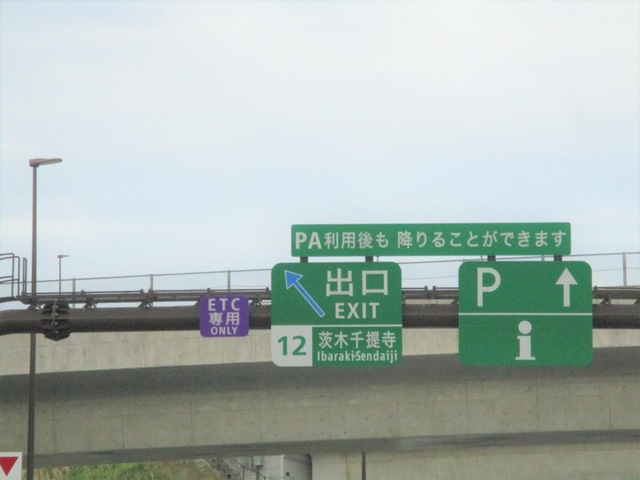 PA利用後も 降りることができます
ETC
専用
ONLY
出口
EXIT
12
茨木千提寺
Ibaraki-Sendaiji
P
i